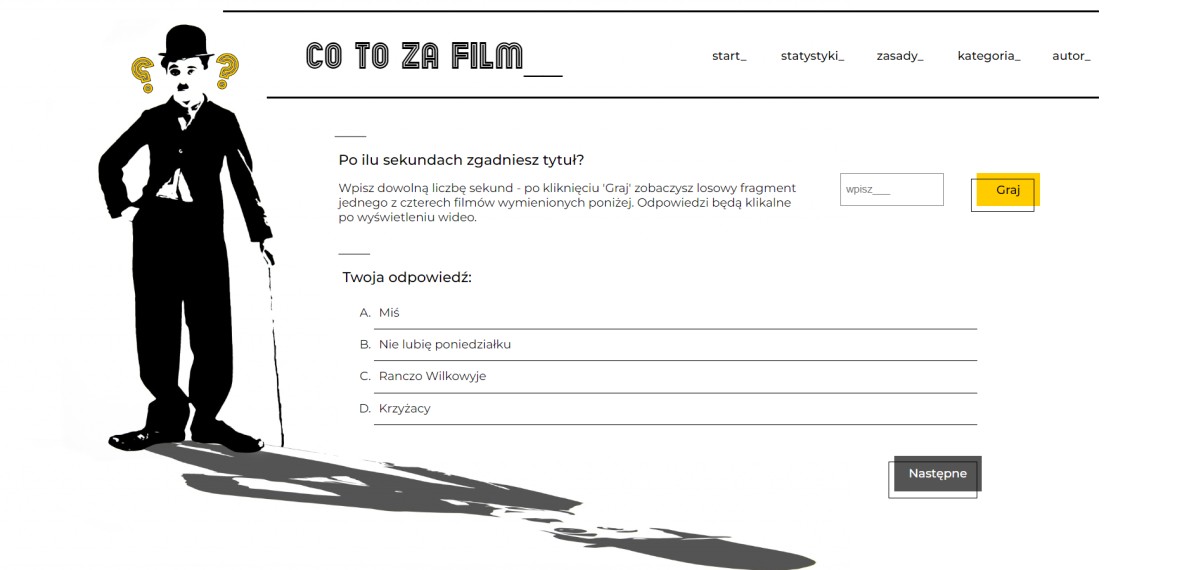 CO TO ZA FILM__
start_ statystyki_ zasady_ kategoria_ autor_
Po ilu sekundach zgadniesz tytuł?
Wpisz dowolną liczbę sekund - po kliknięciu 'Graj' zobaczysz losowy fragment
jednego z czterech filmów wymienionych poniżej. Odpowiedzi będą klikalne
po wyświetleniu wideo.
wpisz___
Graj
Twoja odpowiedź:
A. Miś
B. Nie lubię poniedziałku
C. Ranczo Wilkowyje
D. Krzyżacy
Następne